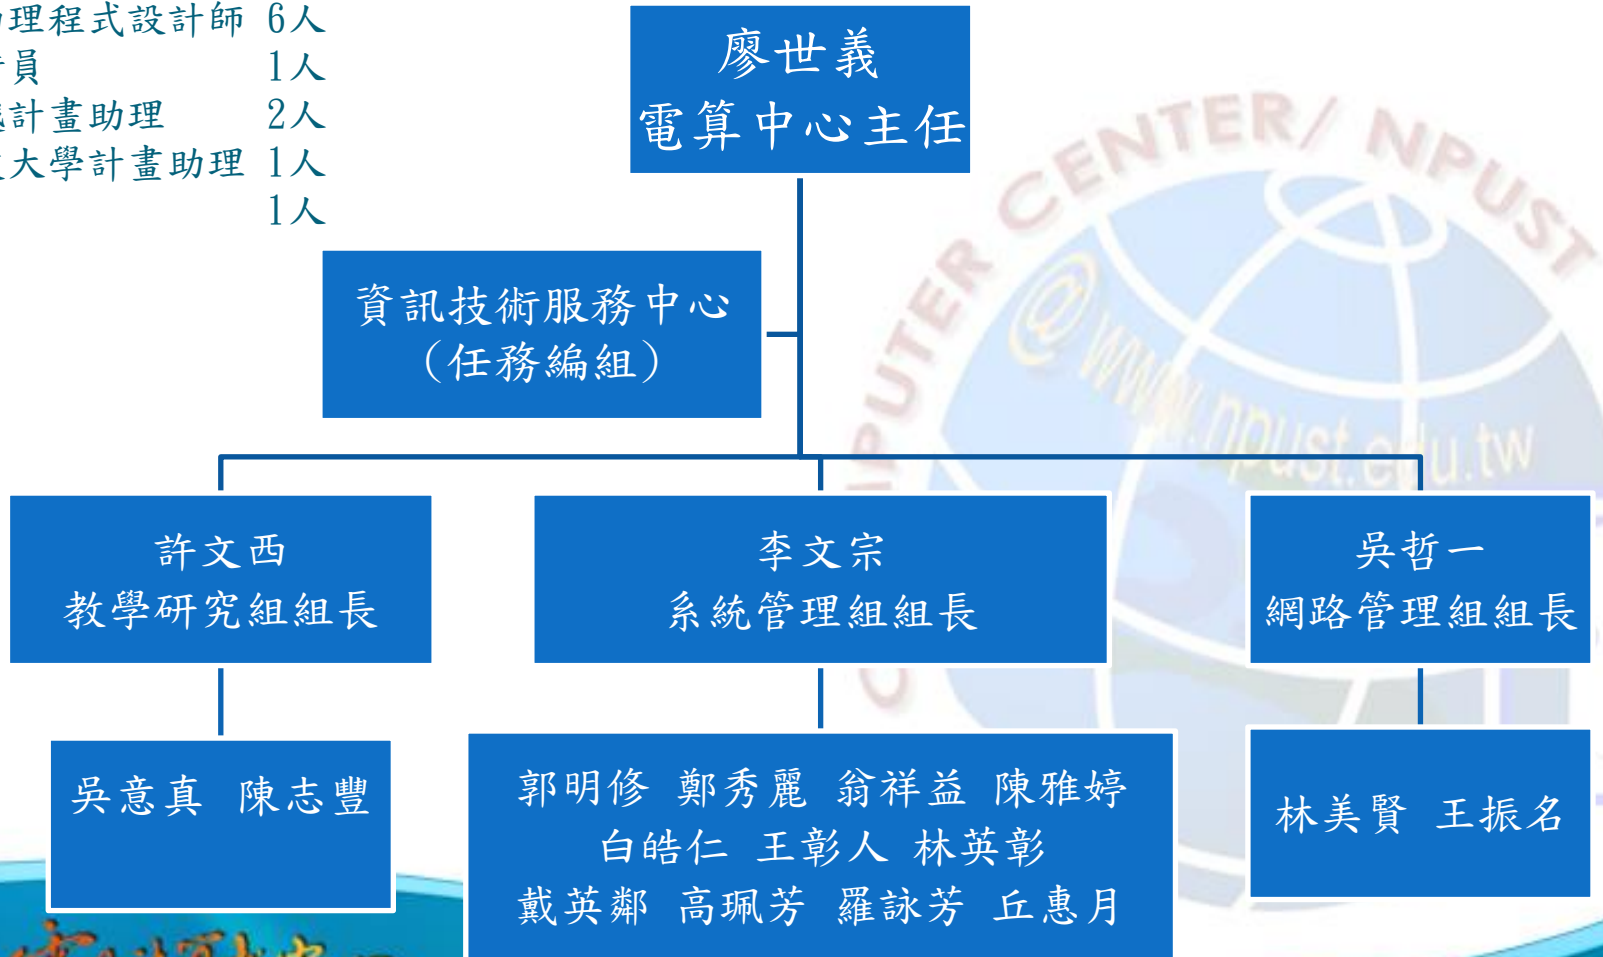 理程式設計師 6人
員 1人
計畫助理 2人
大學計畫助理 1人
1人
廖世義
電算中心主任
資訊技術服務中心
(任務編組)
許文西
教學研究組組長
李文宗
系統管理組組長
吳哲一
網路管理組組長
吳意真 陳志豐
郭明修 鄭秀麗 翁祥益 陳雅婷
白皓仁 王彰人 林英彰
戴英鄰 高珮芳 羅詠芳 丘惠月
林美賢 王振名
PUTER CENTER/ NPUST
@ www.npust.edu.tw